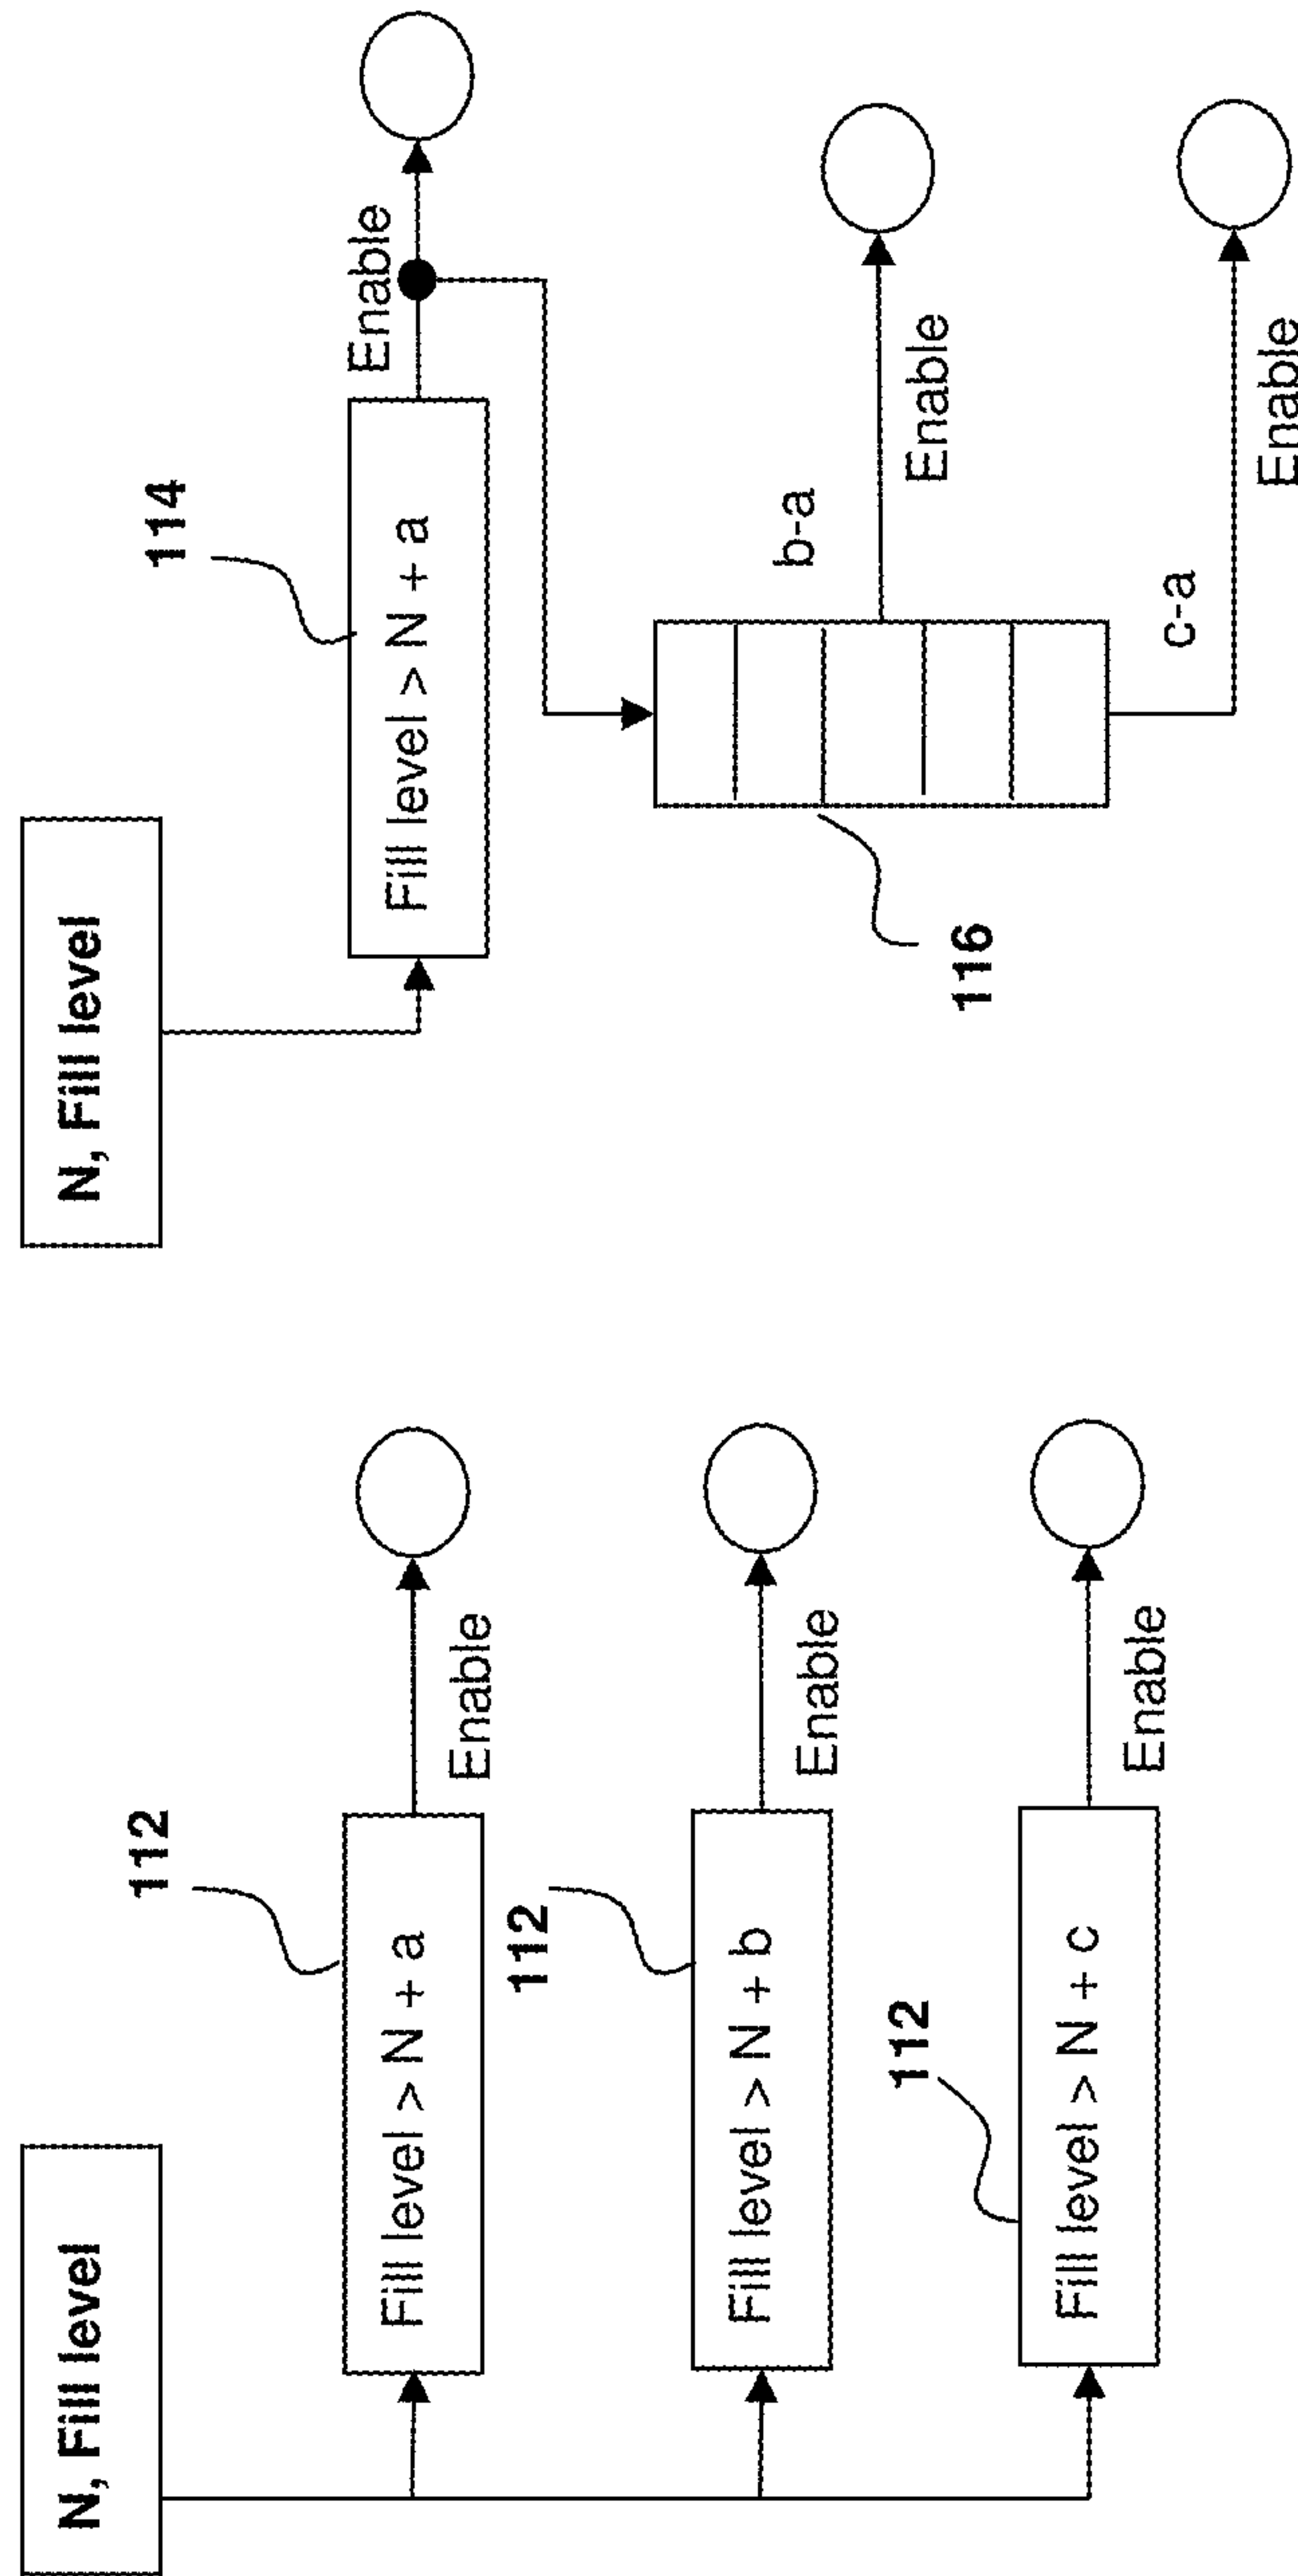 N, Fill level
112
Fill level > N + a
Enable
112
Fill level > N + b
Enable
112
Fill level > N + c
Enable
N, Fill level
114
Fill level > N + a
Enable
116
b-a
Enable
c-a
Enable